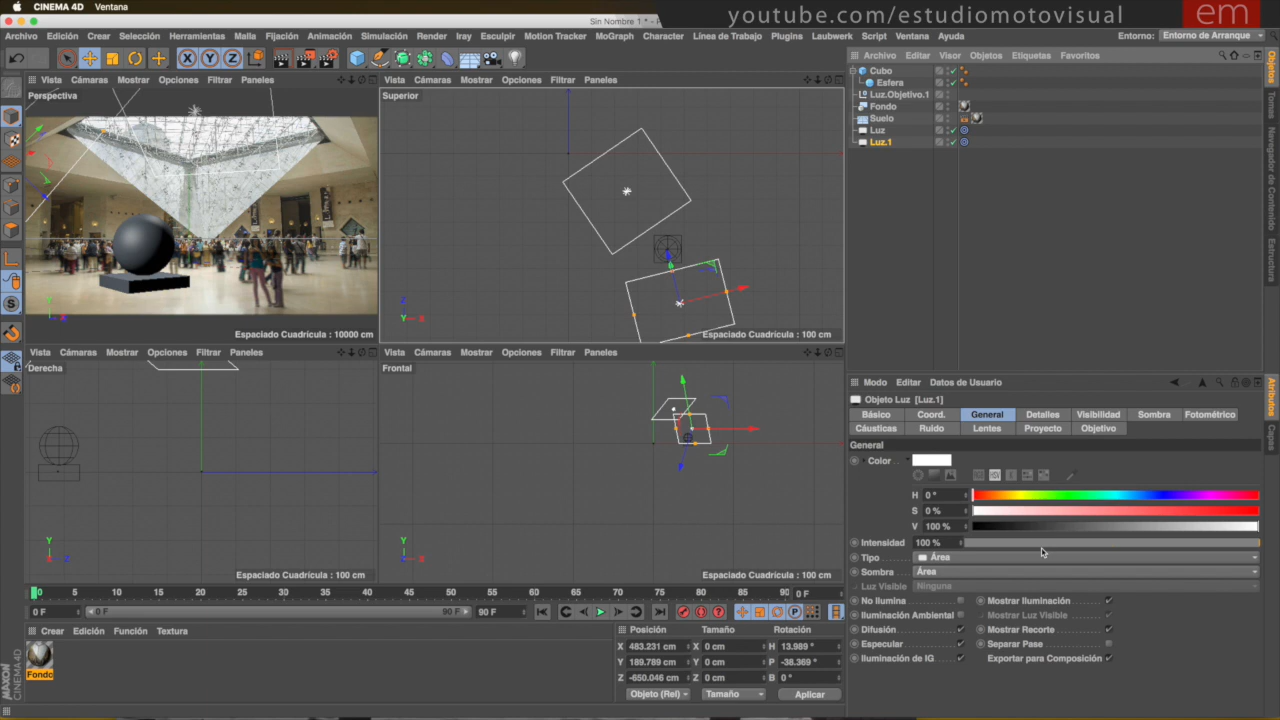 CINEMA 4D Ventana
youtube.com/estudiomotovisual em
Sin Nombre 1 * -
Archivo Edición Crear Selección Herramientas Malla Fijación Animación Simulación Render Iray Esculpir Motion Tracker MoGraph Character Línea de Trabajo Plugins Laubwerk Script Ventana Ayuda Entorno: Entorno de Arranque
X Y Z
Archivo Editar Visor Objetos Etiquetas Favoritos
Vista Cámaras Mostrar Opciones Filtrar Paneles
Perspectiva
Espaciado Cuadrícula : 10000 cm
Vista Cámaras Mostrar Opciones Filtrar Paneles
Superior
Espaciado Cuadrícula : 100 cm
Vista Cámaras Mostrar Opciones Filtrar Paneles
Derecha
Espaciado Cuadrícula : 100 cm
Vista Cámaras Mostrar Opciones Filtrar Paneles
Frontal
Espaciado Cuadrícula : 100 cm
Cubo
Esfera
Luz.Objetivo.1
Fondo
Suelo
Luz
Luz.1
Objetos
Tomas
Navegador de Contenido
Estructura
Modo Editar Datos de Usuario
Objeto Luz [Luz.1]
Básico Coord. General Detalles Visibilidad Sombra Fotométrico
Cáusticas Ruido Lentes Proyecto Objetivo
General
Color
H 0 °
S 0 %
V 100 %
Intensidad 100 %
Tipo Área
Sombra Área
Luz Visible Ninguna
No Ilumina Mostrar Iluminación
Iluminación Ambiental Mostrar Luz Visible
Difusión Mostrar Recorte
Especular Separar Pase
Iluminación de IG Exportar para Composición
Atributos
Capas
0 5 10 15 20 25 30 35 40 45 50 55 60 65 70 75 80 85 90 0 F
0 F 0 F 90 F 90 F
Crear Edición Función Textura
Fondo
MAXON CINEMA 4D
Posición Tamaño Rotación
X 483.231 cm X 0 cm H 13.989 °
Y 189.789 cm Y 0 cm P -38.369 °
Z -650.046 cm Z 0 cm B 0 °
Objeto (Rel) Tamaño Aplicar